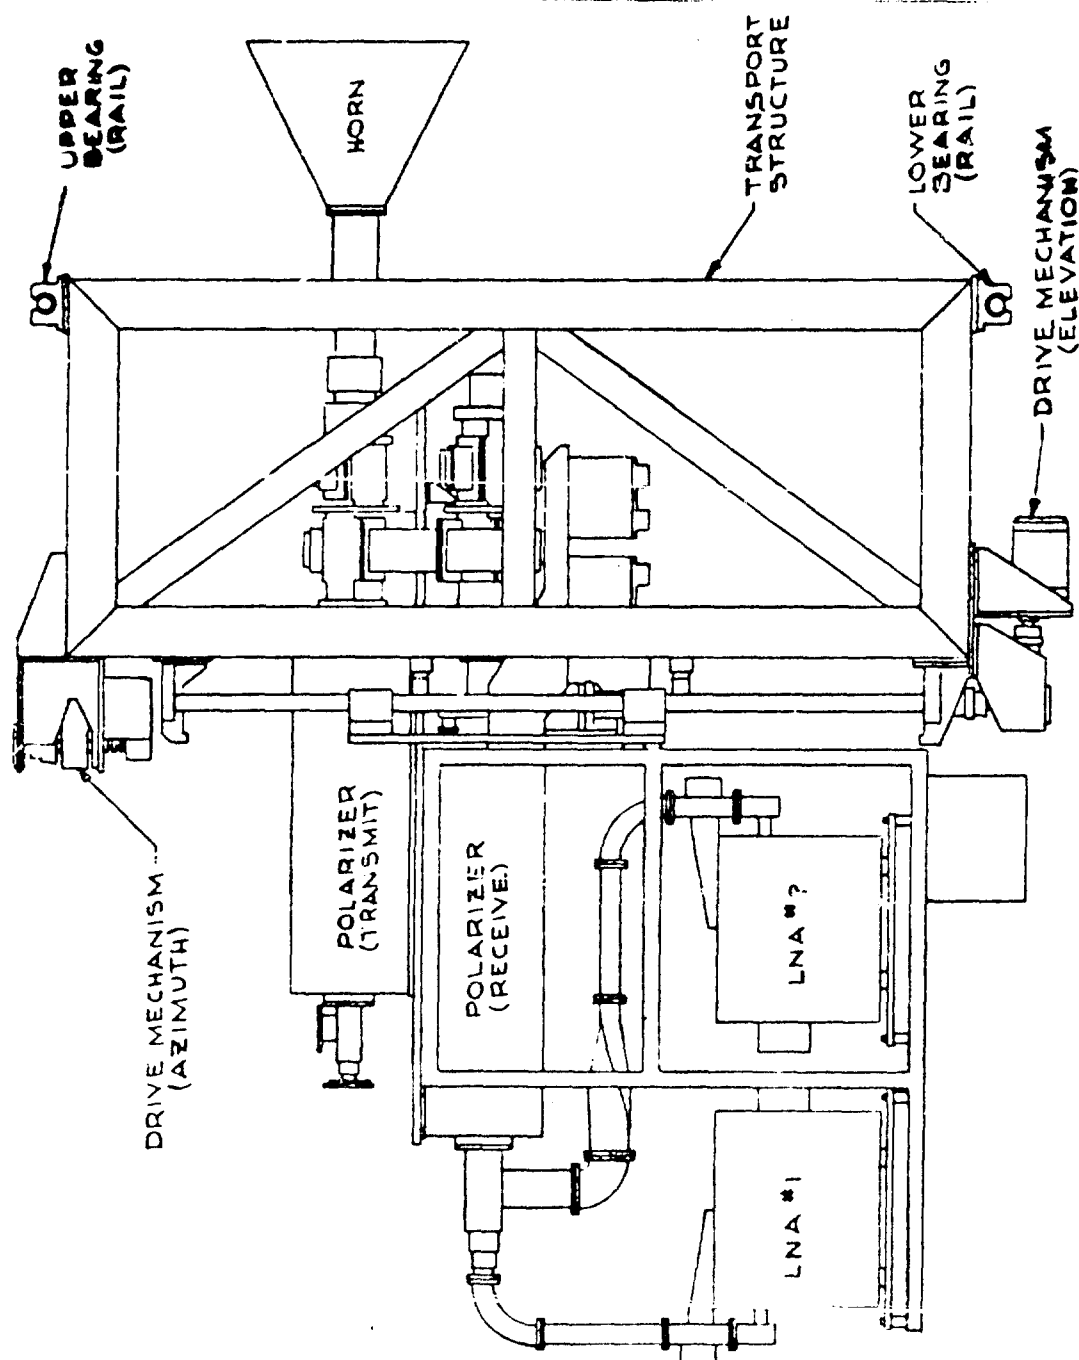 UPPER
BEARING
(RAIL)
HORN
TRANSPORT
STRUCTURE
LOWER
BEARING
(RAIL)
DRIVE MECHANISM
(ELEVATION)
DRIVE MECHANISM
(AZIMUTH)
POLARIZER
(TRANSMIT)
POLARIZER
(RECEIVE)
LNA #?
LNA #1